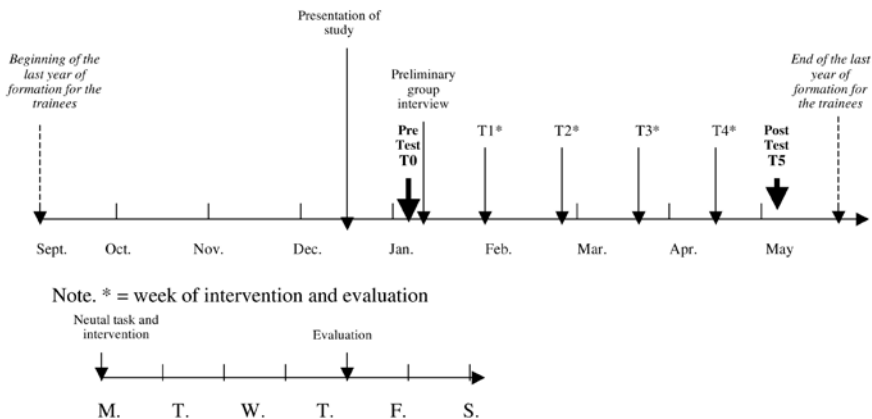 Presentation of
study
Beginning of the
last year of
formation for the
trainees
Preliminary
group
interview
End of the last
year of
formation for
the trainees
Pre
Test
T0
T1*
T2*
T3*
T4*
Post
Test
T5
Sept. Oct. Nov. Dec. Jan. Feb. Mar. Apr. May
Note. * = week of intervention and evaluation
Neutal task and
intervention
Evaluation
M. T. W. T. F. S.